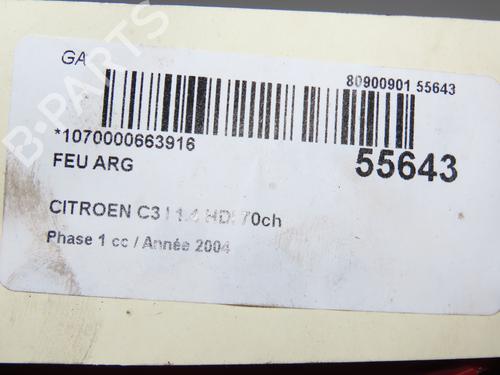 GA
80900901 55643
*1070000663916
55643
FEU ARG
CITROEN C3 I 1.4 HDI 70ch
Phase 1 cc / Année 2004
B-PARTS